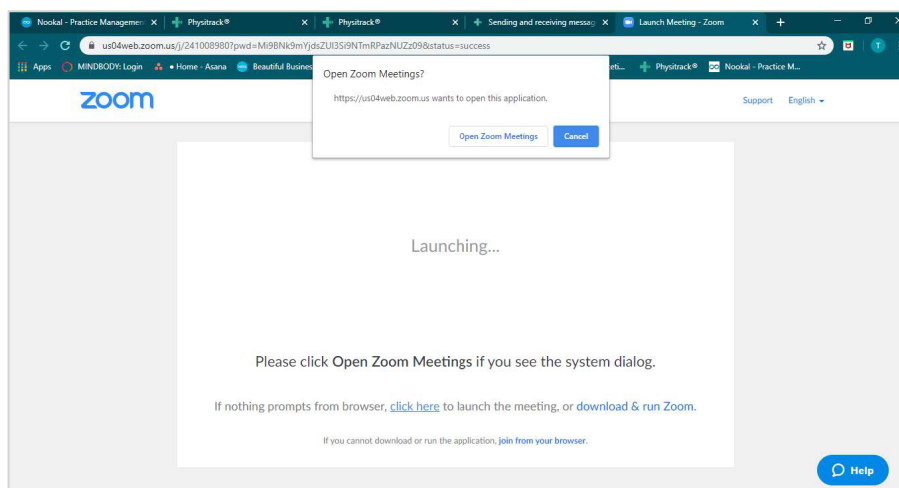 Nookal - Practice Managemen
Physitrack®
Physitrack®
Sending and receiving messag
Launch Meeting - Zoom
us04web.zoom.us/j/241008980?pwd=Mi9BNk9mYjdsZUI3Si9NTmRPazNUZz09&status=success
T
Apps
MINDBODY: Login
• Home - Asana
Beautiful Busines
eti...
Physitrack®
Nookal - Practice M...
Open Zoom Meetings?
https://us04web.zoom.us wants to open this application.
Open Zoom Meetings
Cancel
zoom
Support
English
Launching...
Please click Open Zoom Meetings if you see the system dialog.
If nothing prompts from browser, click here to launch the meeting, or download & run Zoom.
If you cannot download or run the application, join from your browser.
Help